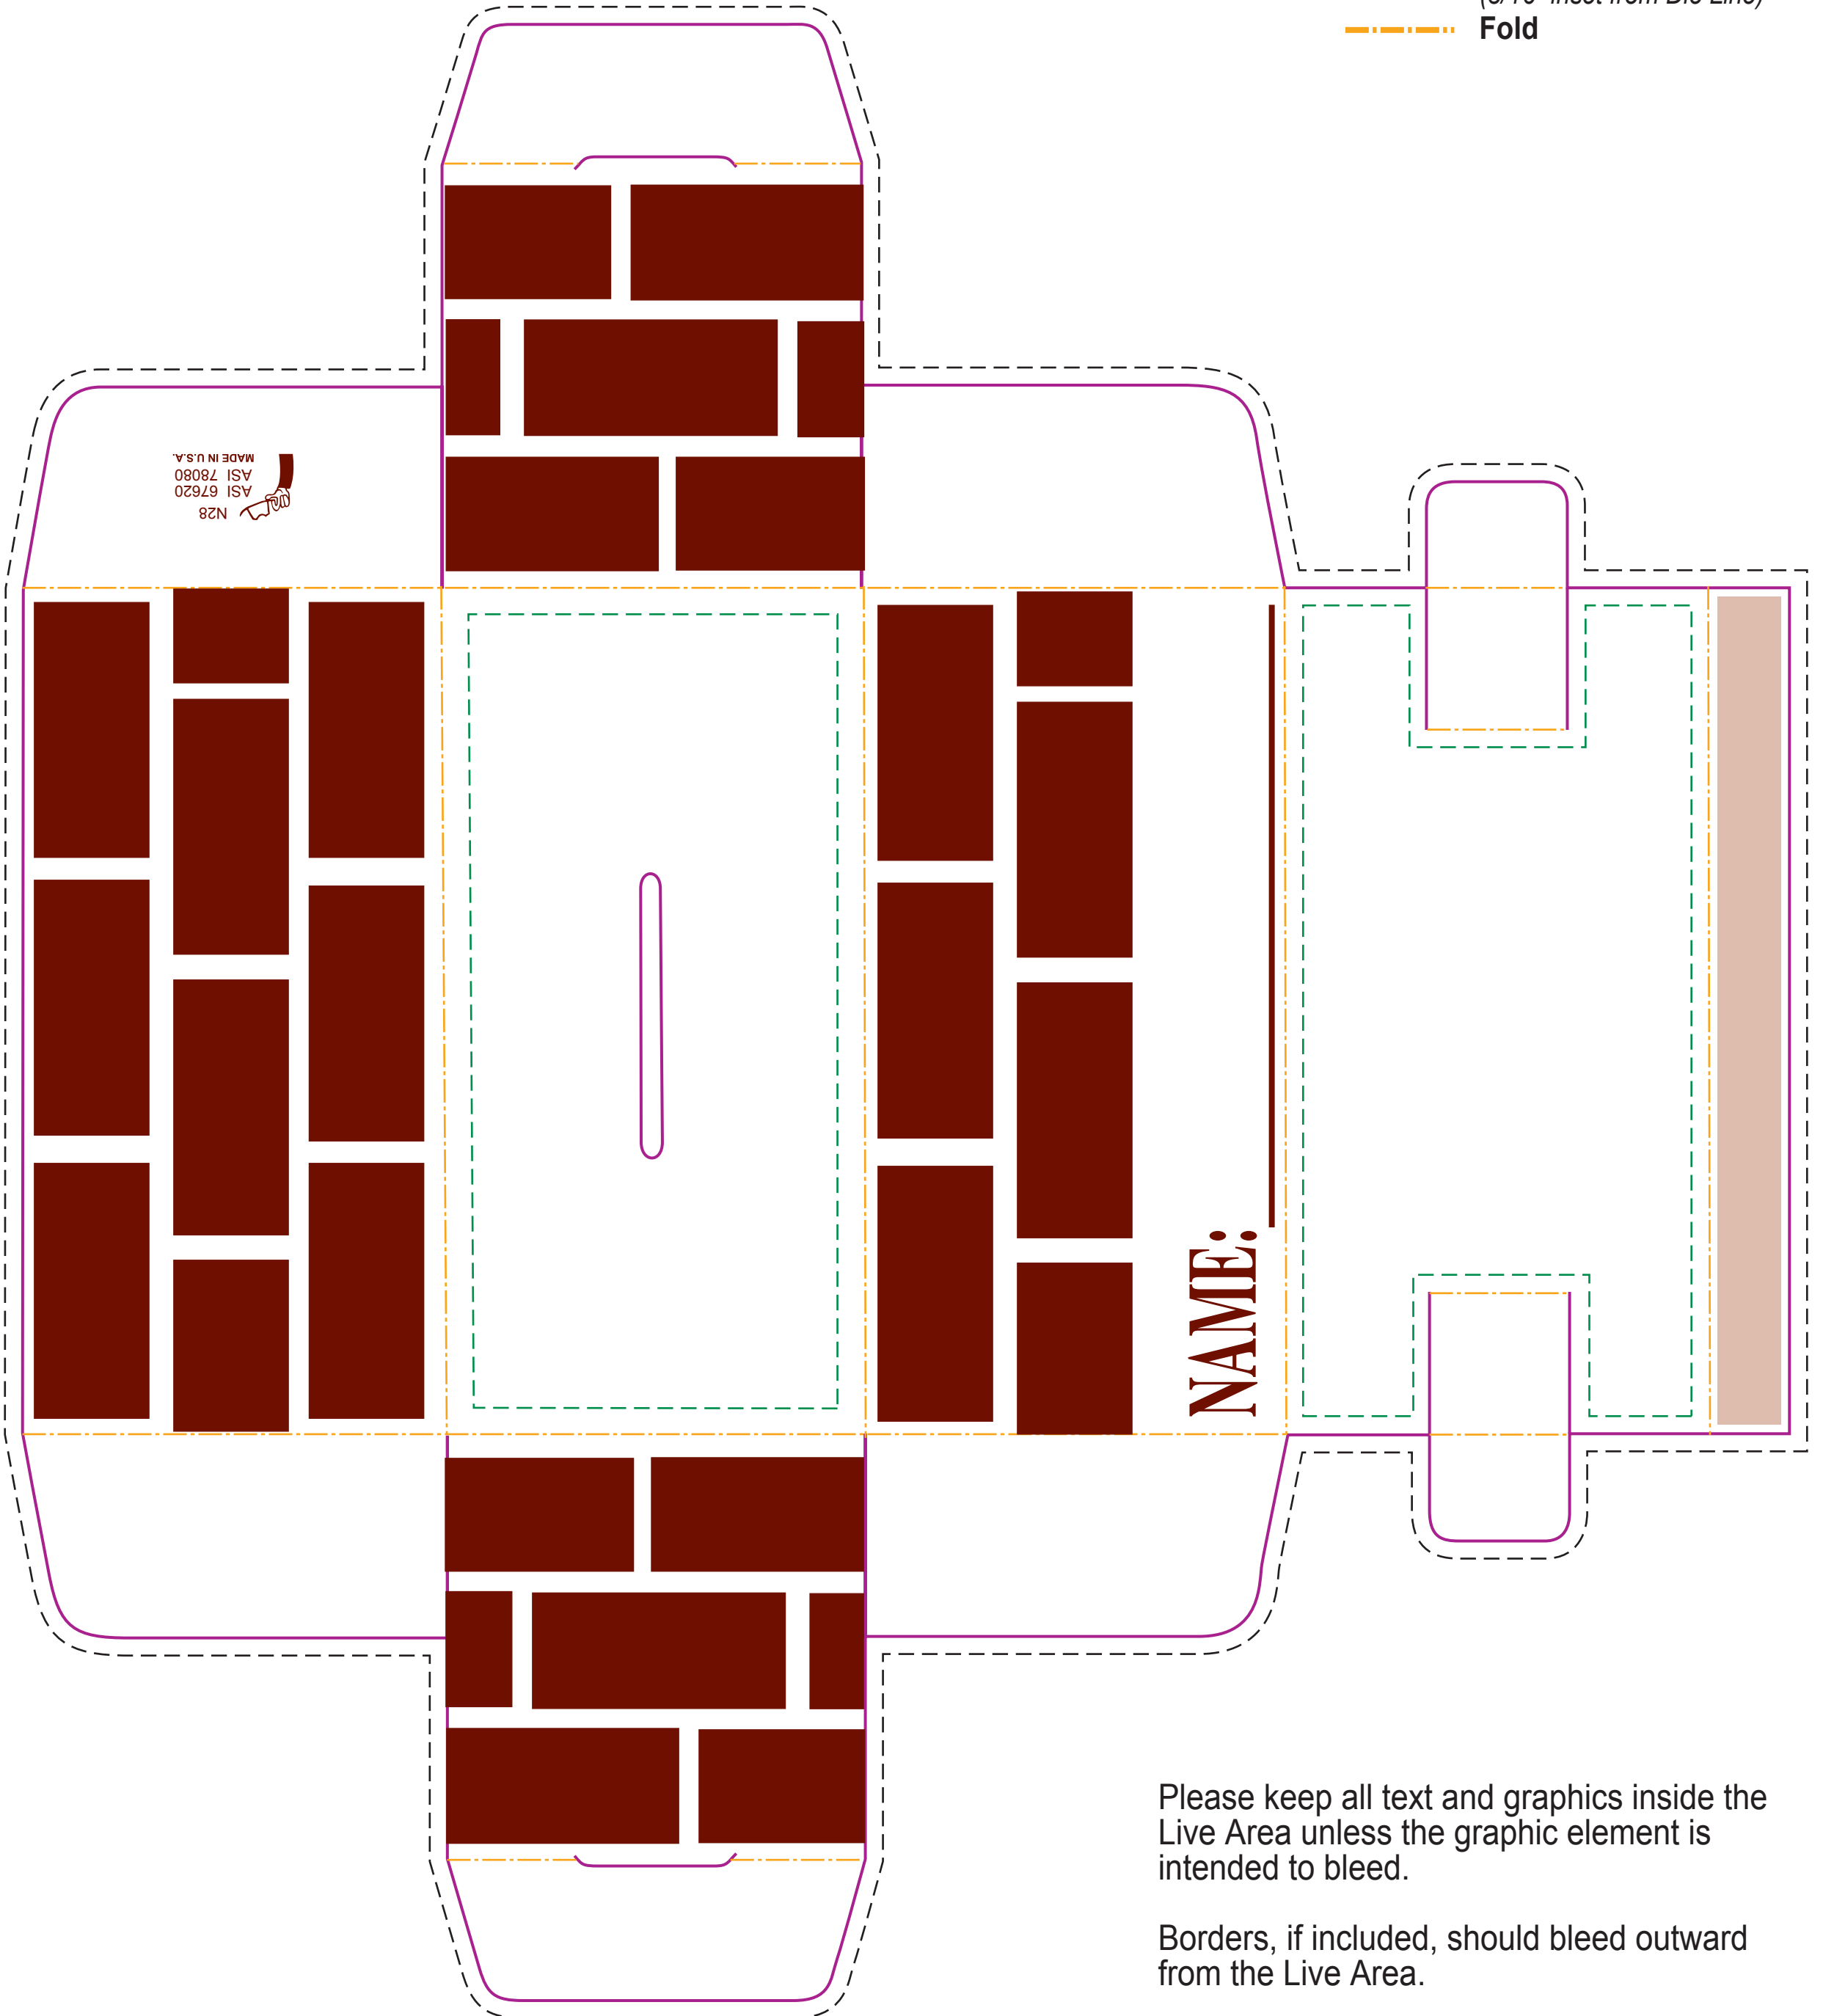 Fold
MADE IN U.S.A.
ASI 78080
ASI 67620
N28
NAME:
Please keep all text and graphics inside the
Live Area unless the graphic element is
intended to bleed.
Borders, if included, should bleed outward
from the Live Area.